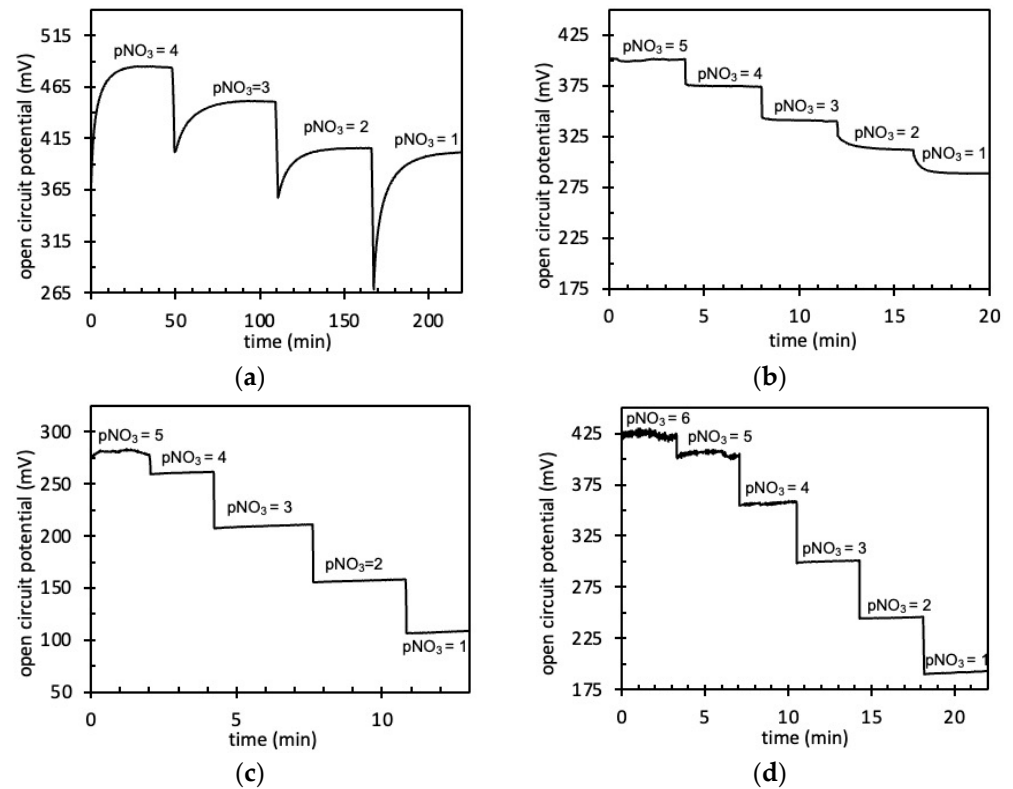 open circuit potential (mV)
515
465
415
365
315
265
pNO₃ = 4
pNO₃=3
pNO₃ = 2
pNO₃ = 1
0 50 100 150 200
time (min)
(a)
open circuit potential (mV)
425
375
325
275
225
175
pNO₃ = 5
pNO₃ = 4
pNO₃ = 3
pNO₃ = 2
pNO₃ = 1
0 5 10 15 20
time (min)
(b)
open circuit potential (mV)
300
250
200
150
100
50
pNO₃ = 5
pNO₃ = 4
pNO₃ = 3
pNO₃=2
pNO₃ = 1
0 5 10
time (min)
(c)
open circuit potential (mV)
425
375
325
275
225
175
pNO₃ = 6
pNO₃ = 5
pNO₃ = 4
pNO₃ = 3
pNO₃ = 2
pNO₃ = 1
0 5 10 15 20
time (min)
(d)